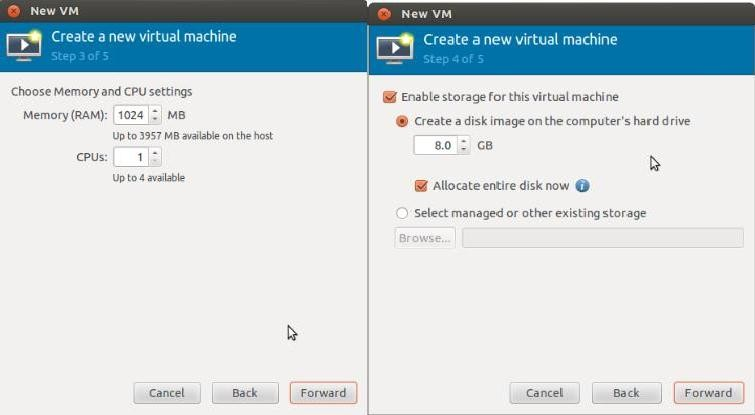 New VM
Create a new virtual machine
Step 3 of 5
Choose Memory and CPU settings
Memory (RAM): 1024 MB
Up to 3957 MB available on the host
CPUs: 1
Up to 4 available
Cancel Back Forward
New VM
Create a new virtual machine
Step 4 of 5
Enable storage for this virtual machine
Create a disk image on the computer's hard drive
8.0 GB
Allocate entire disk now
Select managed or other existing storage
Browse...
Cancel Back Forward